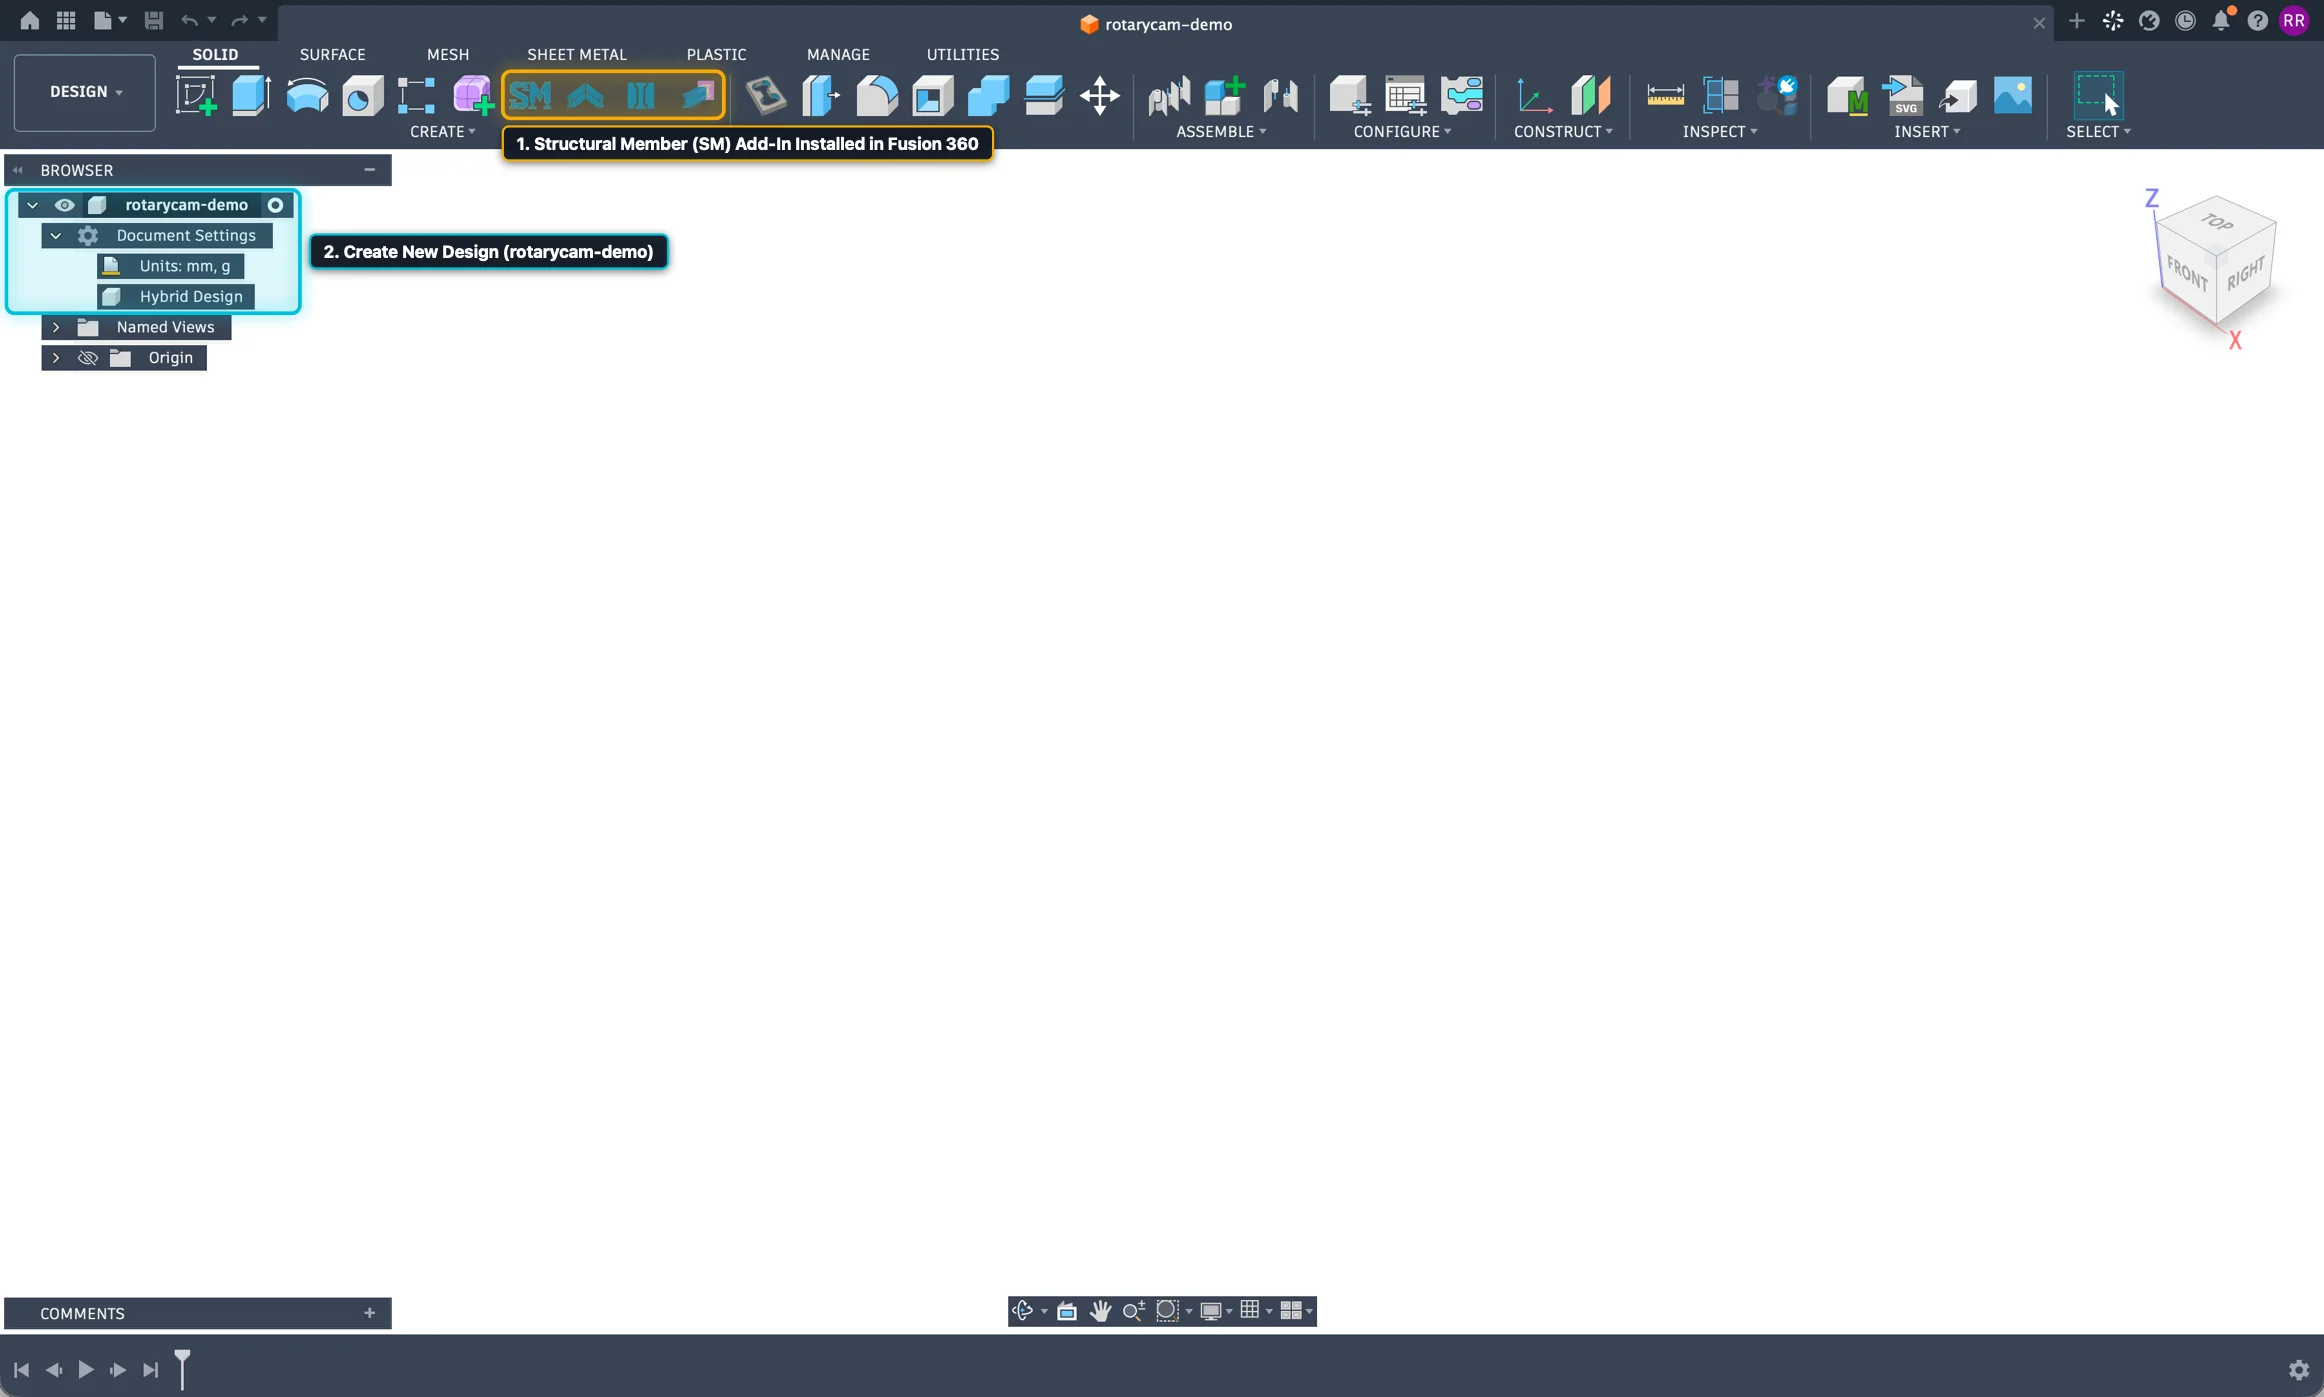 rotarycam-demo
RR
DESIGN
SOLID
SURFACE
MESH
SHEET METAL
PLASTIC
MANAGE
UTILITIES
SM
M
SVG
CREATE
ASSEMBLE
CONFIGURE
CONSTRUCT
INSPECT
INSERT
SELECT
1. Structural Member (SM) Add-In Installed in Fusion 360
BROWSER
rotarycam-demo
Document Settings
Units: mm, g
Hybrid Design
Named Views
Origin
2. Create New Design (rotarycam-demo)
Z
TOP
FRONT
RIGHT
X
COMMENTS